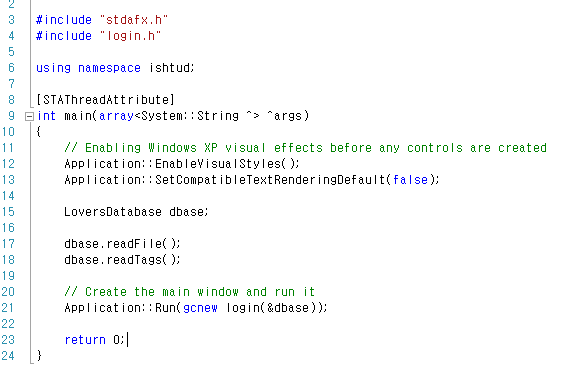 2
3 #include "stdafx.h"
4 #include "login.h"
5
6 using namespace ishtud;
7
8 [STAThreadAttribute]
9 int main(array<System::String ^> ^args)
10 {
11 // Enabling Windows XP visual effects before any controls are created
12 Application::EnableVisualStyles();
13 Application::SetCompatibleTextRenderingDefault(false);
14
15 LoversDatabase dbase;
16
17 dbase.readFile();
18 dbase.readTags();
19
20 // Create the main window and run it
21 Application::Run(gcnew login(&dbase));
22
23 return 0;
24 }